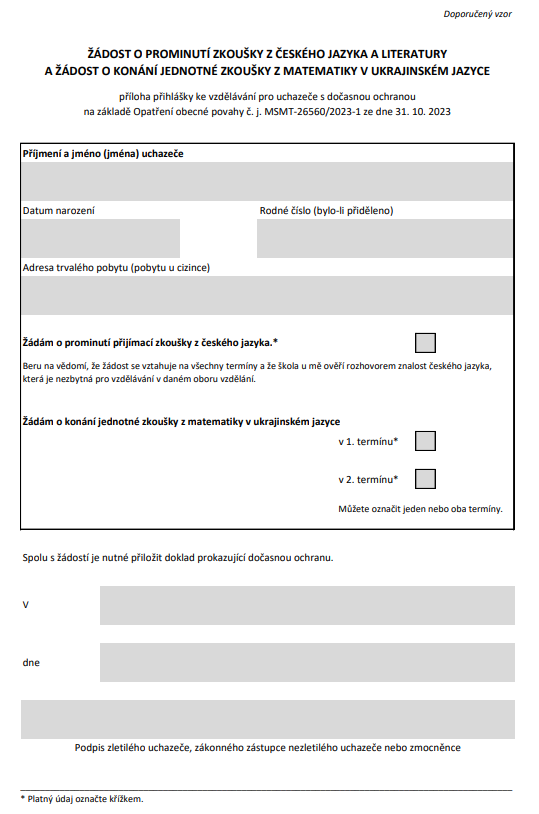 Doporučený vzor
ŽÁDOST O PROMINUTÍ ZKOUŠKY Z ČESKÉHO JAZYKA A LITERATURY
A ŽÁDOST O KONÁNÍ JEDNOTNÉ ZKOUŠKY Z MATEMATIKY V UKRAJINSKÉM JAZYCE
příloha přihlášky ke vzdělávání pro uchazeče s dočasnou ochranou
na základě Opatření obecné povahy č. j. MSMT-26560/2023-1 ze dne 31. 10. 2023
Příjmení a jméno (jména) uchazeče
Datum narození
Rodné číslo (bylo-li přiděleno)
Adresa trvalého pobytu (pobytu u cizince)
Žádám o prominutí přijímací zkoušky z českého jazyka.*
Beru na vědomí, že žádost se vztahuje na všechny termíny a že škola u mě ověří rozhovorem znalost českého jazyka,
která je nezbytná pro vzdělávání v daném oboru vzdělání.
Žádám o konání jednotné zkoušky z matematiky v ukrajinském jazyce
v 1. termínu*
v 2. termínu*
Můžete označit jeden nebo oba termíny.
Spolu s žádostí je nutné přiložit doklad prokazující dočasnou ochranu.
V
dne
Podpis zletilého uchazeče, zákonného zástupce nezletilého uchazeče nebo zmocněnce
* Platný údaj označte křížkem.